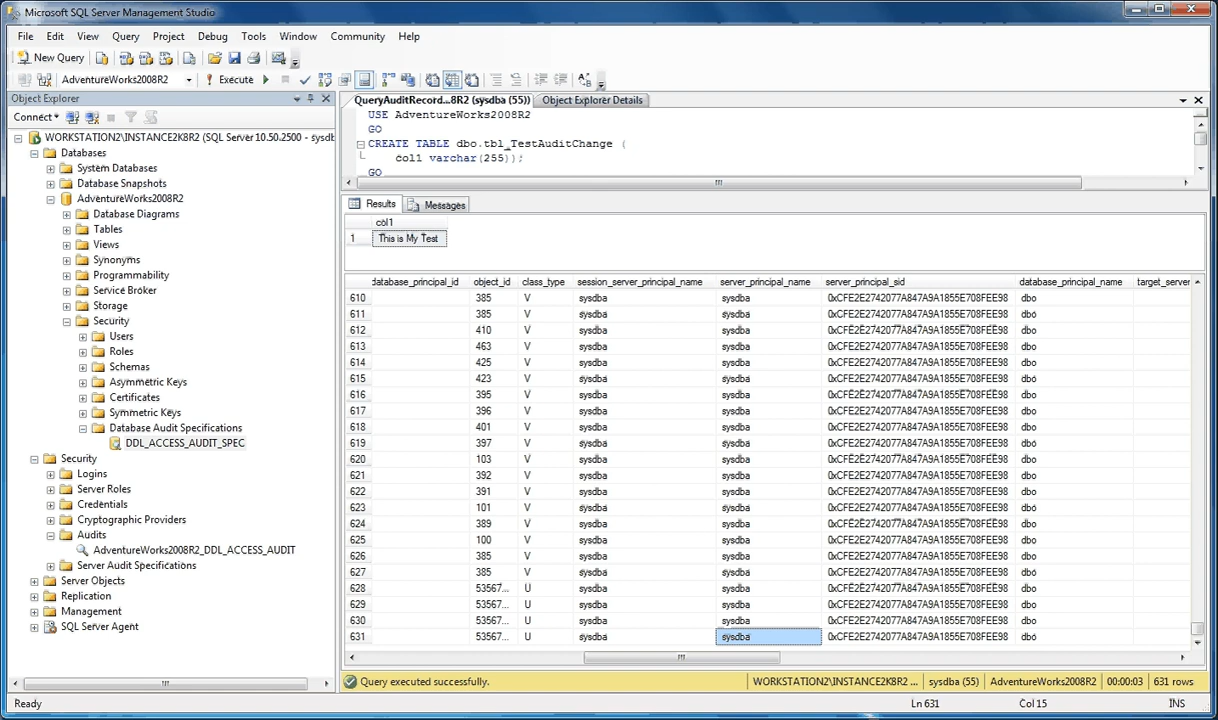 Microsoft SQL Server Management Studio
File Edit View Query Project Debug Tools Window Community Help
New Query
AdventureWorks2008R2 Execute
Object Explorer
Connect
WORKSTATION2\INSTANCE2K8R2 (SQL Server 10.50.2500 - sysdb
Databases
System Databases
Database Snapshots
AdventureWorks2008R2
Database Diagrams
Tables
Views
Synonyms
Programmability
Service Broker
Storage
Security
Users
Roles
Schemas
Asymmetric Keys
Certificates
Symmetric Keys
Database Audit Specifications
DDL_ACCESS_AUDIT_SPEC
Security
Logins
Server Roles
Credentials
Cryptographic Providers
Audits
AdventureWorks2008R2_DDL_ACCESS_AUDIT
Server Audit Specifications
Server Objects
Replication
Management
SQL Server Agent
QueryAuditRecord...8R2 (sysdba (55)) Object Explorer Details
USE AdventureWorks2008R2
GO
CREATE TABLE dbo.tbl_TestAuditChange (
col1 varchar(255));
GO
Results Messages
col1
1 This is My Test
database_principal_id object_id class_type session_server_principal_name server_principal_name server_principal_sid database_principal_name target_server
610 385 V sysdba sysdba 0xCFE2E2742077A847A9A1855E708FEE98 dbo
611 385 V sysdba sysdba 0xCFE2E2742077A847A9A1855E708FEE98 dbo
612 410 V sysdba sysdba 0xCFE2E2742077A847A9A1855E708FEE98 dbo
613 463 V sysdba sysdba 0xCFE2E2742077A847A9A1855E708FEE98 dbo
614 425 V sysdba sysdba 0xCFE2E2742077A847A9A1855E708FEE98 dbo
615 423 V sysdba sysdba 0xCFE2E2742077A847A9A1855E708FEE98 dbo
616 395 V sysdba sysdba 0xCFE2E2742077A847A9A1855E708FEE98 dbo
617 396 V sysdba sysdba 0xCFE2E2742077A847A9A1855E708FEE98 dbo
618 401 V sysdba sysdba 0xCFE2E2742077A847A9A1855E708FEE98 dbo
619 397 V sysdba sysdba 0xCFE2E2742077A847A9A1855E708FEE98 dbo
620 103 V sysdba sysdba 0xCFE2E2742077A847A9A1855E708FEE98 dbo
621 392 V sysdba sysdba 0xCFE2E2742077A847A9A1855E708FEE98 dbo
622 391 V sysdba sysdba 0xCFE2E2742077A847A9A1855E708FEE98 dbo
623 101 V sysdba sysdba 0xCFE2E2742077A847A9A1855E708FEE98 dbo
624 389 V sysdba sysdba 0xCFE2E2742077A847A9A1855E708FEE98 dbo
625 100 V sysdba sysdba 0xCFE2E2742077A847A9A1855E708FEE98 dbo
626 385 V sysdba sysdba 0xCFE2E2742077A847A9A1855E708FEE98 dbo
627 385 V sysdba sysdba 0xCFE2E2742077A847A9A1855E708FEE98 dbo
628 53567... U sysdba sysdba 0xCFE2E2742077A847A9A1855E708FEE98 dbo
629 53567... U sysdba sysdba 0xCFE2E2742077A847A9A1855E708FEE98 dbo
630 53567... U sysdba sysdba 0xCFE2E2742077A847A9A1855E708FEE98 dbo
631 53567... U sysdba sysdba 0xCFE2E2742077A847A9A1855E708FEE98 dbo
Query executed successfully. WORKSTATION2\INSTANCE2K8R2 ... sysdba (55) AdventureWorks2008R2 00:00:03 631 rows
Ready Ln 631 Col 15 INS